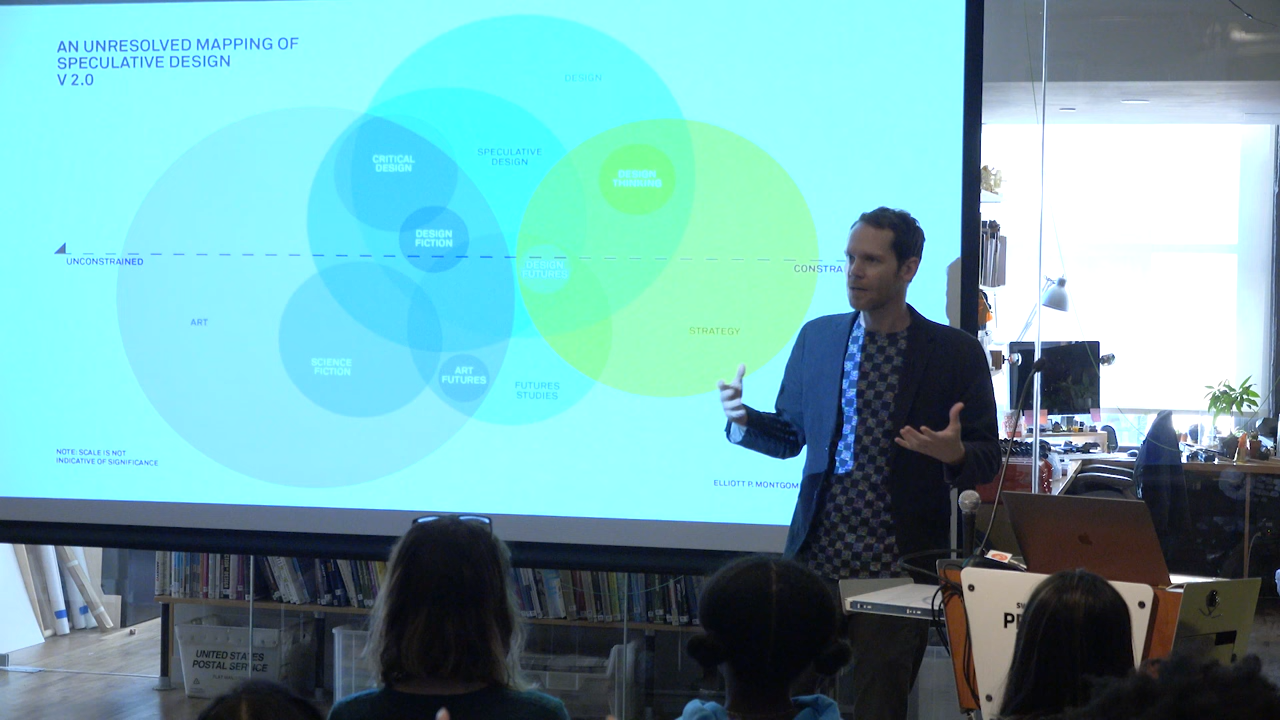 AN UNRESOLVED MAPPING OF
SPECULATIVE DESIGN
V 2.0
DESIGN
CRITICAL
DESIGN
SPECULATIVE
DESIGN
DESIGN
THINKING
DESIGN
FICTION
UNCONSTRAINED
DESIGN
FUTURES
CONSTRA
ART
STRATEGY
SCIENCE
FICTION
ART
FUTURES
FUTURES
STUDIES
NOTE: SCALE IS NOT
INDICATIVE OF SIGNIFICANCE
ELLIOTT P. MONTGOM
UNITED STATES
POSTAL SERVICE